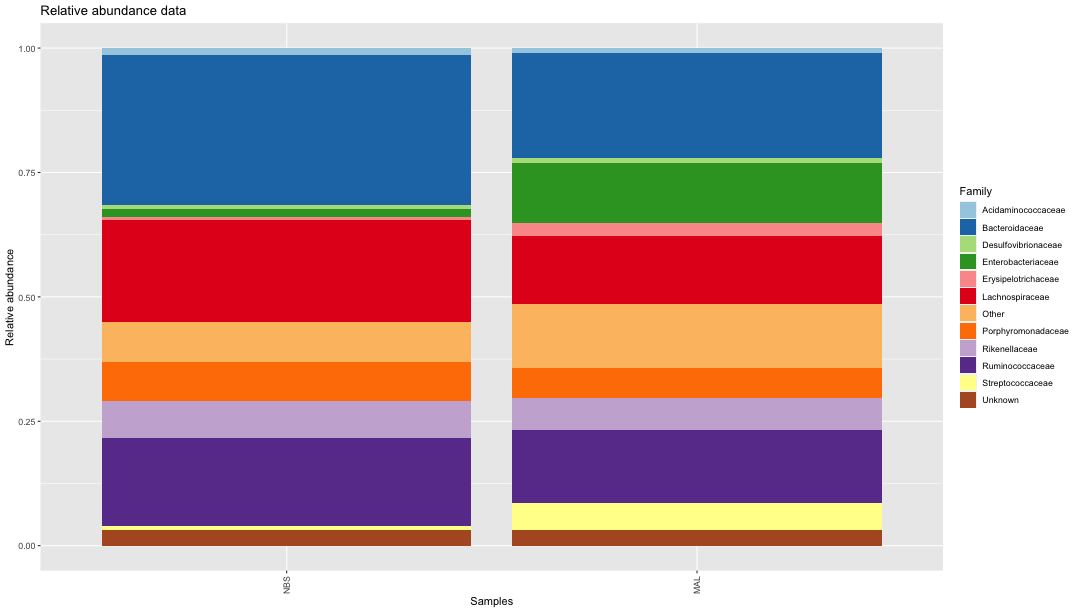 Relative abundance data
1.00
0.75
0.50
0.25
0.00
Relative abundance
NBS
MAL
Samples
Family
Acidaminococcaceae
Bacteroidaceae
Desulfovibrionaceae
Enterobacteriaceae
Erysipelotrichaceae
Lachnospiraceae
Other
Porphyromonadaceae
Rikenellaceae
Ruminococcaceae
Streptococcaceae
Unknown